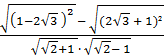 √((1−2√3)²) − √((2√3+1)²)
√(√2+1) · √(√2−1)